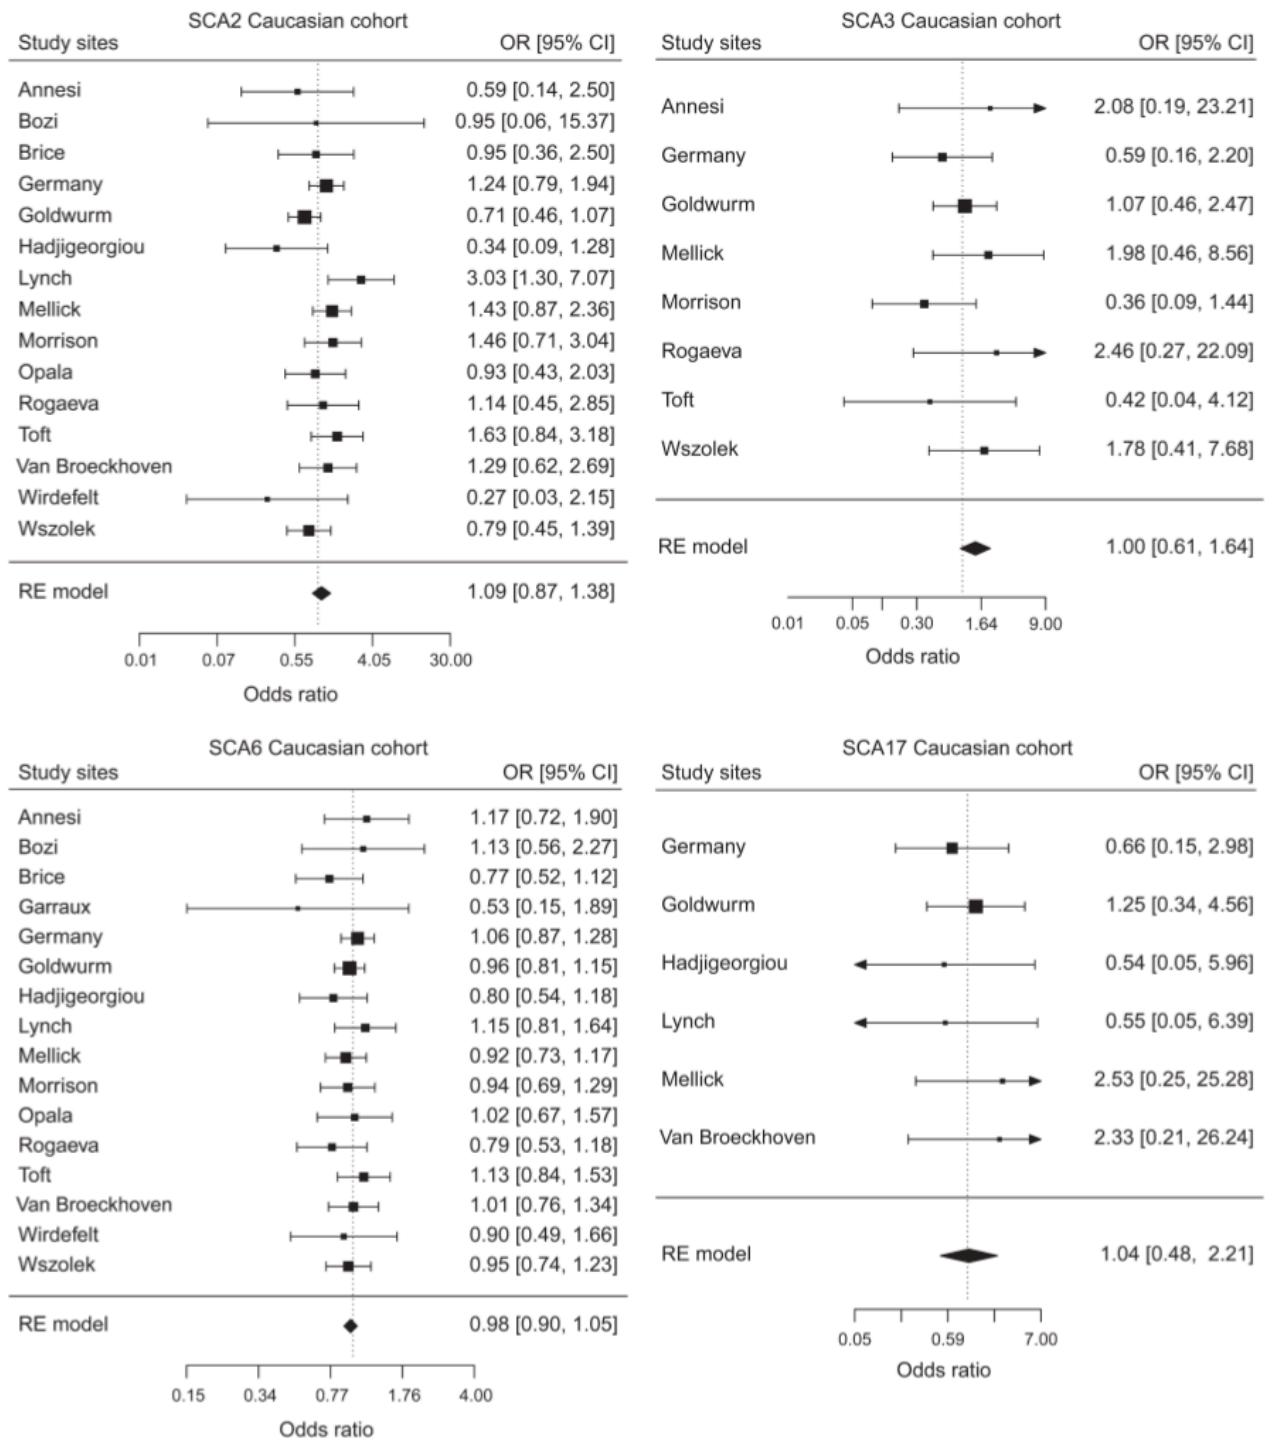 SCA2 Caucasian cohort
Study sites OR [95% CI]
Annesi 0.59 [0.14, 2.50]
Bozi 0.95 [0.06, 15.37]
Brice 0.95 [0.36, 2.50]
Germany 1.24 [0.79, 1.94]
Goldwurm 0.71 [0.46, 1.07]
Hadjigeorgiou 0.34 [0.09, 1.28]
Lynch 3.03 [1.30, 7.07]
Mellick 1.43 [0.87, 2.36]
Morrison 1.46 [0.71, 3.04]
Opala 0.93 [0.43, 2.03]
Rogaeva 1.14 [0.45, 2.85]
Toft 1.63 [0.84, 3.18]
Van Broeckhoven 1.29 [0.62, 2.69]
Wirdefelt 0.27 [0.03, 2.15]
Wszolek 0.79 [0.45, 1.39]
RE model 1.09 [0.87, 1.38]
0.01 0.07 0.55 4.05 30.00
Odds ratio
SCA3 Caucasian cohort
Study sites OR [95% CI]
Annesi 2.08 [0.19, 23.21]
Germany 0.59 [0.16, 2.20]
Goldwurm 1.07 [0.46, 2.47]
Mellick 1.98 [0.46, 8.56]
Morrison 0.36 [0.09, 1.44]
Rogaeva 2.46 [0.27, 22.09]
Toft 0.42 [0.04, 4.12]
Wszolek 1.78 [0.41, 7.68]
RE model 1.00 [0.61, 1.64]
0.01 0.05 0.30 1.64 9.00
Odds ratio
SCA6 Caucasian cohort
Study sites OR [95% CI]
Annesi 1.17 [0.72, 1.90]
Bozi 1.13 [0.56, 2.27]
Brice 0.77 [0.52, 1.12]
Garraux 0.53 [0.15, 1.89]
Germany 1.06 [0.87, 1.28]
Goldwurm 0.96 [0.81, 1.15]
Hadjigeorgiou 0.80 [0.54, 1.18]
Lynch 1.15 [0.81, 1.64]
Mellick 0.92 [0.73, 1.17]
Morrison 0.94 [0.69, 1.29]
Opala 1.02 [0.67, 1.57]
Rogaeva 0.79 [0.53, 1.18]
Toft 1.13 [0.84, 1.53]
Van Broeckhoven 1.01 [0.76, 1.34]
Wirdefelt 0.90 [0.49, 1.66]
Wszolek 0.95 [0.74, 1.23]
RE model 0.98 [0.90, 1.05]
0.15 0.34 0.77 1.76 4.00
Odds ratio
SCA17 Caucasian cohort
Study sites OR [95% CI]
Germany 0.66 [0.15, 2.98]
Goldwurm 1.25 [0.34, 4.56]
Hadjigeorgiou 0.54 [0.05, 5.96]
Lynch 0.55 [0.05, 6.39]
Mellick 2.53 [0.25, 25.28]
Van Broeckhoven 2.33 [0.21, 26.24]
RE model 1.04 [0.48, 2.21]
0.05 0.59 7.00
Odds ratio